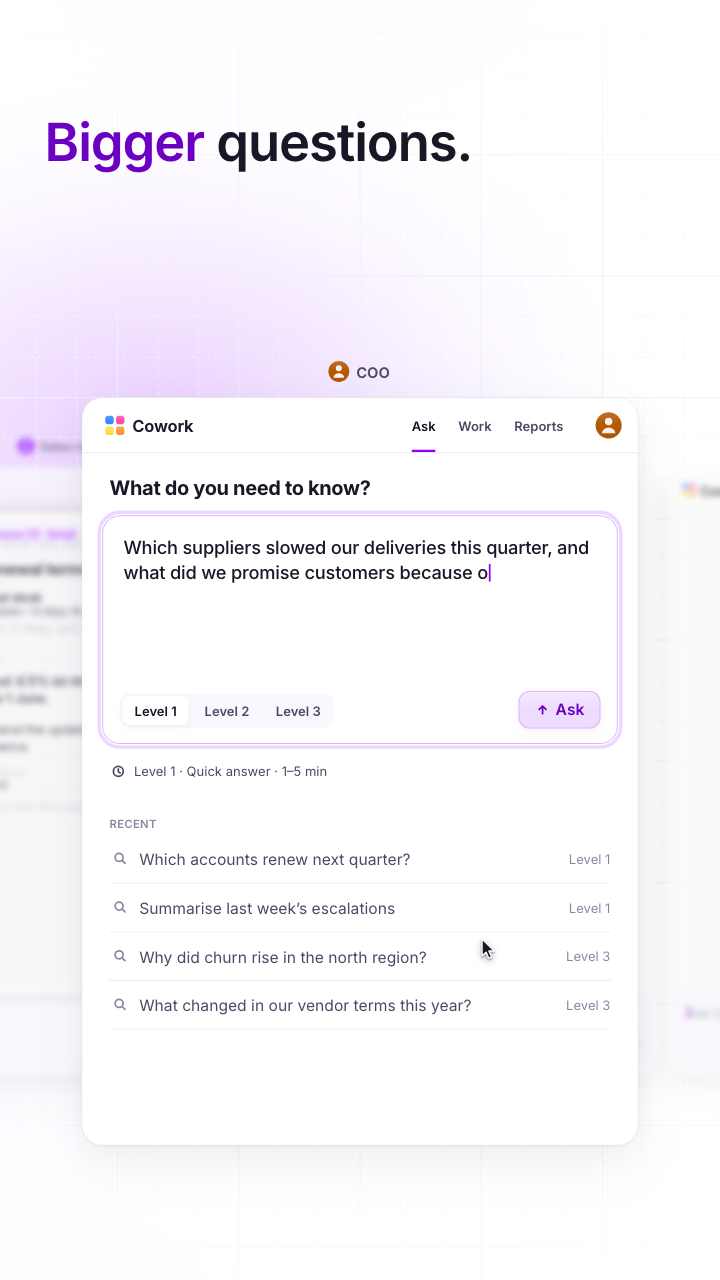 Bigger questions.
COO
Cowork
Ask
Work
Reports
What do you need to know?
Which suppliers slowed our deliveries this quarter, and
what did we promise customers because o
Level 1
Level 2
Level 3
Ask
Level 1 · Quick answer · 1–5 min
RECENT
Which accounts renew next quarter?
Level 1
Summarise last week’s escalations
Level 1
Why did churn rise in the north region?
Level 3
What changed in our vendor terms this year?
Level 3